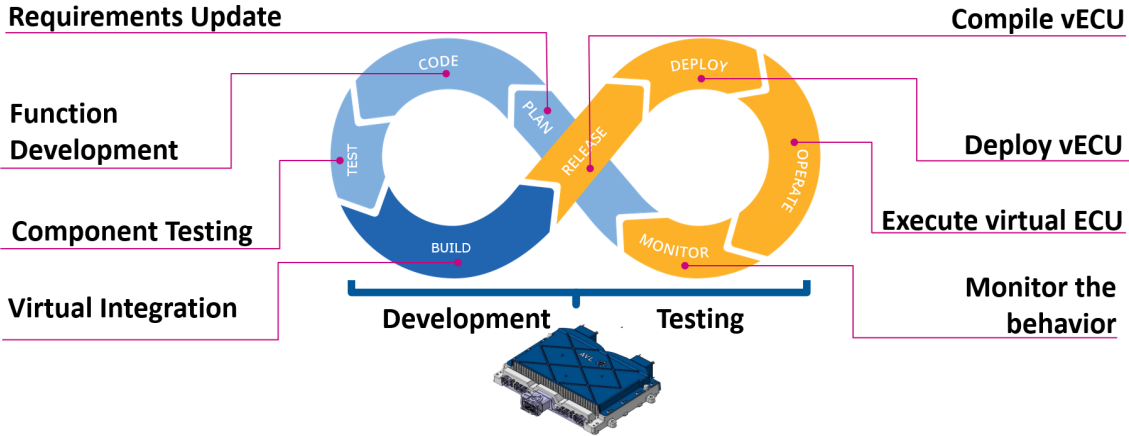 Requirements Update
Compile vECU
CODE
DEPLOY
Function
Development
PLAN
RELEASE
TEST
OPERATE
Deploy vECU
Component Testing
Execute virtual ECU
BUILD
MONITOR
Virtual Integration
Monitor the
behavior
Development
Testing
AVL